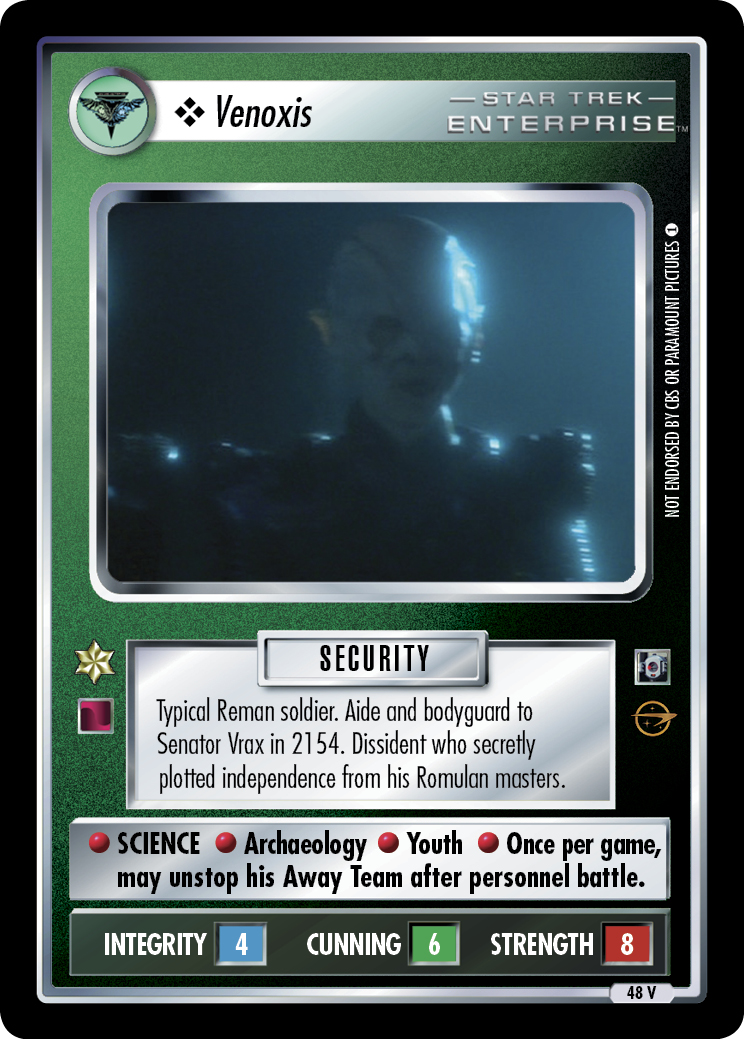 ❖ Venoxis
STAR TREK
ENTERPRISE™
NOT ENDORSED BY CBS OR PARAMOUNT PICTURES 1
SECURITY
Typical Reman soldier. Aide and bodyguard to
Senator Vrax in 2154. Dissident who secretly
plotted independence from his Romulan masters.
SCIENCE Archaeology Youth Once per game,
may unstop his Away Team after personnel battle.
INTEGRITY 4 CUNNING 6 STRENGTH 8
48 V